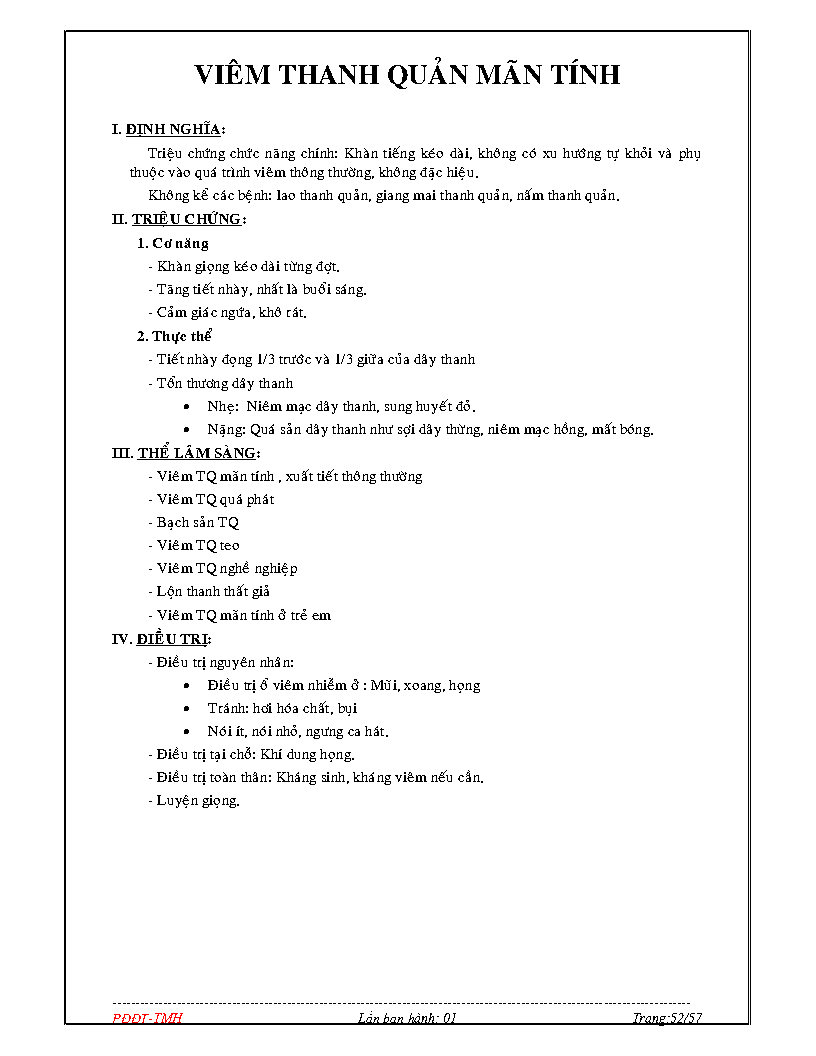 VIÊM THANH QUẢN MÃN TÍNH
I. ĐỊNH NGHĨA:
Triệu chứng chức năng chính: Khàn tiếng kéo dài, không có xu hướng tự khỏi và phụ
thuộc vào quá trình viêm thông thường, không đặc hiệu.
Không kể các bệnh: lao thanh quản, giang mai thanh quản, nấm thanh quản.
II. TRIỆU CHỨNG:
1. Cơ năng
- Khàn giọng kéo dài từng đợt.
- Tăng tiết nhày, nhất là buổi sáng.
- Cảm giác ngứa, khô rát.
2. Thực thể
- Tiết nhày đọng 1/3 trước và 1/3 giữa của dây thanh
- Tổn thương dây thanh
• Nhẹ: Niêm mạc dây thanh, sung huyết đỏ.
• Nặng: Quá sản dây thanh như sợi dây thừng, niêm mạc hồng, mất bóng.
III. THỂ LÂM SÀNG:
- Viêm TQ mãn tính , xuất tiết thông thường
- Viêm TQ quá phát
- Bạch sản TQ
- Viêm TQ teo
- Viêm TQ nghề nghiệp
- Lộn thanh thất giả
- Viêm TQ mãn tính ở trẻ em
IV. ĐIỀU TRỊ:
- Điều trị nguyên nhân:
• Điều trị ổ viêm nhiễm ở : Mũi, xoang, họng
• Tránh: hơi hóa chất, bụi
• Nói ít, nói nhỏ, ngưng ca hát.
- Điều trị tại chỗ: Khí dung họng.
- Điều trị toàn thân: Kháng sinh, kháng viêm nếu cần.
- Luyện giọng.
PĐĐT-TMH Lần ban hành: 01 Trang:52/57